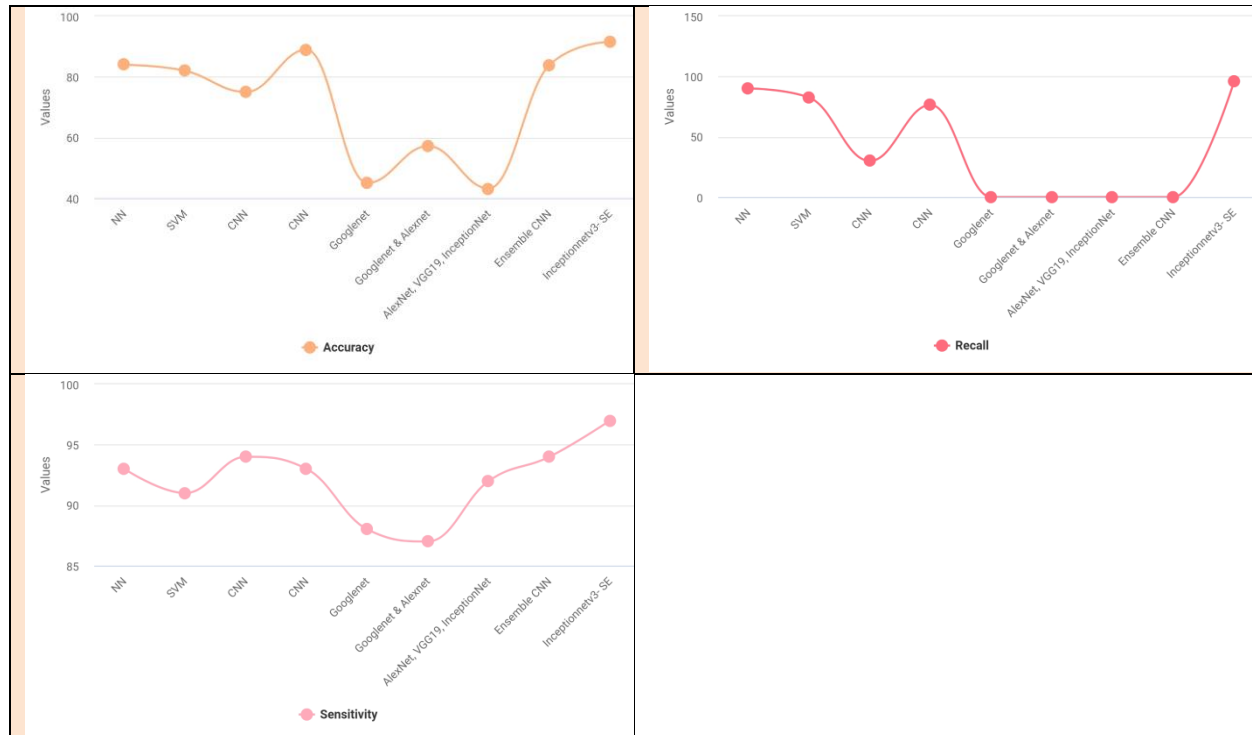 100
80
60
40
Values
NN
SVM
CNN
CNN
Googlenet
Googlenet & Alexnet
AlexNet, VGG19, InceptionNet
Ensemble CNN
Inceptionnetv3- SE
Accuracy
150
100
50
0
Values
NN
SVM
CNN
CNN
Googlenet
Googlenet & Alexnet
AlexNet, VGG19, InceptionNet
Ensemble CNN
Inceptionnetv3- SE
Recall
100
95
90
85
Values
NN
SVM
CNN
CNN
Googlenet
Googlenet & Alexnet
AlexNet, VGG19, InceptionNet
Ensemble CNN
Inceptionnetv3- SE
Sensitivity